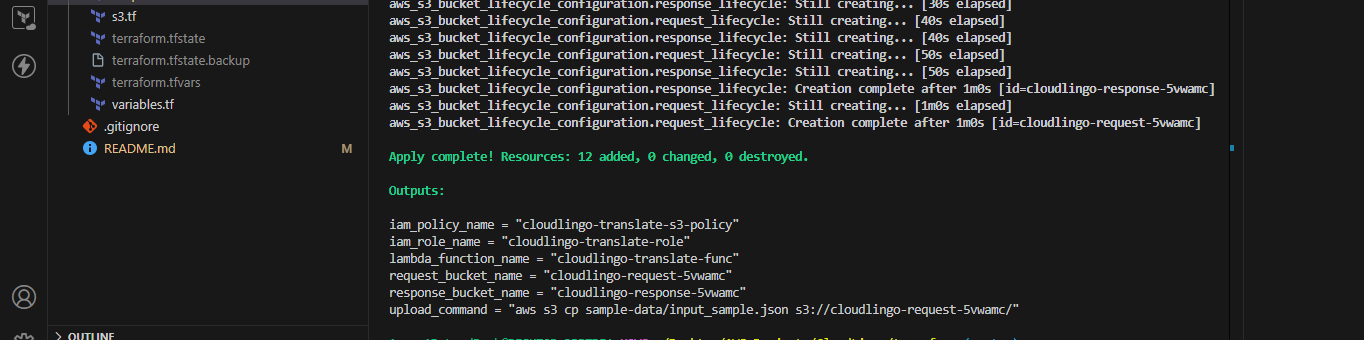 s3.tf
terraform.tfstate
terraform.tfstate.backup
terraform.tfvars
variables.tf
.gitignore
README.md M
OUTLINE
aws_s3_bucket_lifecycle_configuration.response_lifecycle: Still creating... [30s elapsed]
aws_s3_bucket_lifecycle_configuration.request_lifecycle: Still creating... [40s elapsed]
aws_s3_bucket_lifecycle_configuration.response_lifecycle: Still creating... [40s elapsed]
aws_s3_bucket_lifecycle_configuration.request_lifecycle: Still creating... [50s elapsed]
aws_s3_bucket_lifecycle_configuration.response_lifecycle: Still creating... [50s elapsed]
aws_s3_bucket_lifecycle_configuration.response_lifecycle: Creation complete after 1m0s [id=cloudlingo-response-5vwamc]
aws_s3_bucket_lifecycle_configuration.request_lifecycle: Still creating... [1m0s elapsed]
aws_s3_bucket_lifecycle_configuration.request_lifecycle: Creation complete after 1m0s [id=cloudlingo-request-5vwamc]
Apply complete! Resources: 12 added, 0 changed, 0 destroyed.
Outputs:
iam_policy_name = "cloudlingo-translate-s3-policy"
iam_role_name = "cloudlingo-translate-role"
lambda_function_name = "cloudlingo-translate-func"
request_bucket_name = "cloudlingo-request-5vwamc"
response_bucket_name = "cloudlingo-response-5vwamc"
upload_command = "aws s3 cp sample-data/input_sample.json s3://cloudlingo-request-5vwamc/"